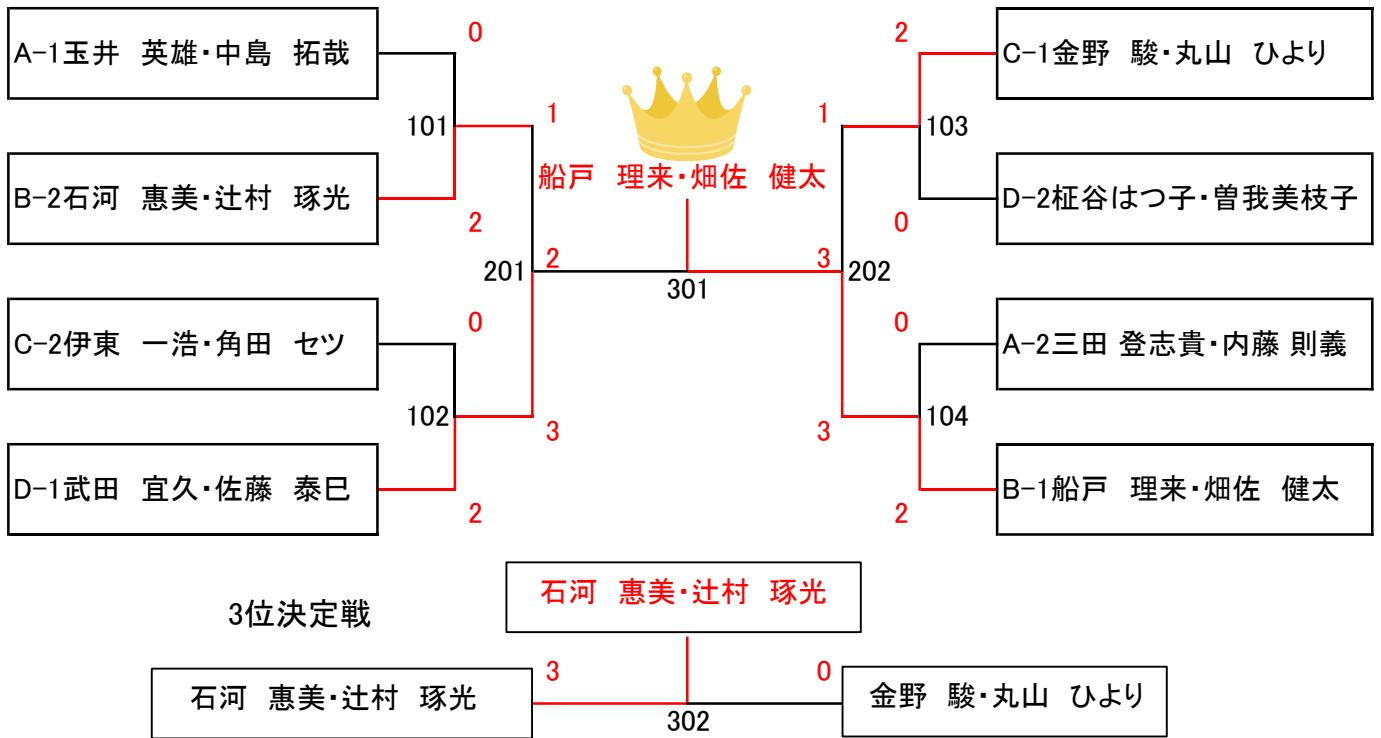 A-1玉井　英雄・中島　拓哉
0
2
C-1金野　駿・丸山　ひより
101
1
1
103
船戸　理来・畑佐　健太
B-2石河　惠美・辻村　琢光
2
0
D-2柾谷はつ子・曽我美枝子
201
2
301
3
202
C-2伊東　一浩・角田　セツ
0
0
A-2三田 登志貴・内藤 則義
102
3
3
104
D-1武田　宜久・佐藤　泰巳
2
2
B-1船戸　理来・畑佐　健太
石河　惠美・辻村　琢光
3位決定戦
石河　惠美・辻村　琢光
3
302
0
金野　駿・丸山　ひより